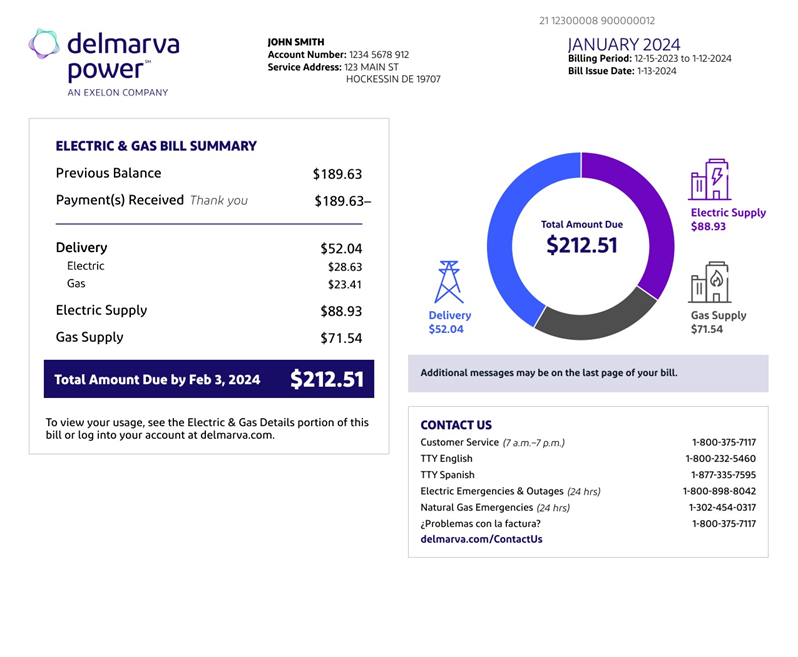 21 12300008 900000012
delmarva
power℠
AN EXELON COMPANY
JOHN SMITH
Account Number: 1234 5678 912
Service Address: 123 MAIN ST
HOCKESSIN DE 19707
JANUARY 2024
Billing Period: 12-15-2023 to 1-12-2024
Bill Issue Date: 1-13-2024
ELECTRIC & GAS BILL SUMMARY
Previous Balance $189.63
Payment(s) Received Thank you $189.63–
Delivery $52.04
Electric $28.63
Gas $23.41
Electric Supply $88.93
Gas Supply $71.54
Total Amount Due by Feb 3, 2024 $212.51
To view your usage, see the Electric & Gas Details portion of this
bill or log into your account at delmarva.com.
Total Amount Due
$212.51
Electric Supply
$88.93
Delivery
$52.04
Gas Supply
$71.54
Additional messages may be on the last page of your bill.
CONTACT US
Customer Service (7 a.m.–7 p.m.) 1-800-375-7117
TTY English 1-800-232-5460
TTY Spanish 1-877-335-7595
Electric Emergencies & Outages (24 hrs) 1-800-898-8042
Natural Gas Emergencies (24 hrs) 1-302-454-0317
¿Problemas con la factura? 1-800-375-7117
delmarva.com/ContactUs